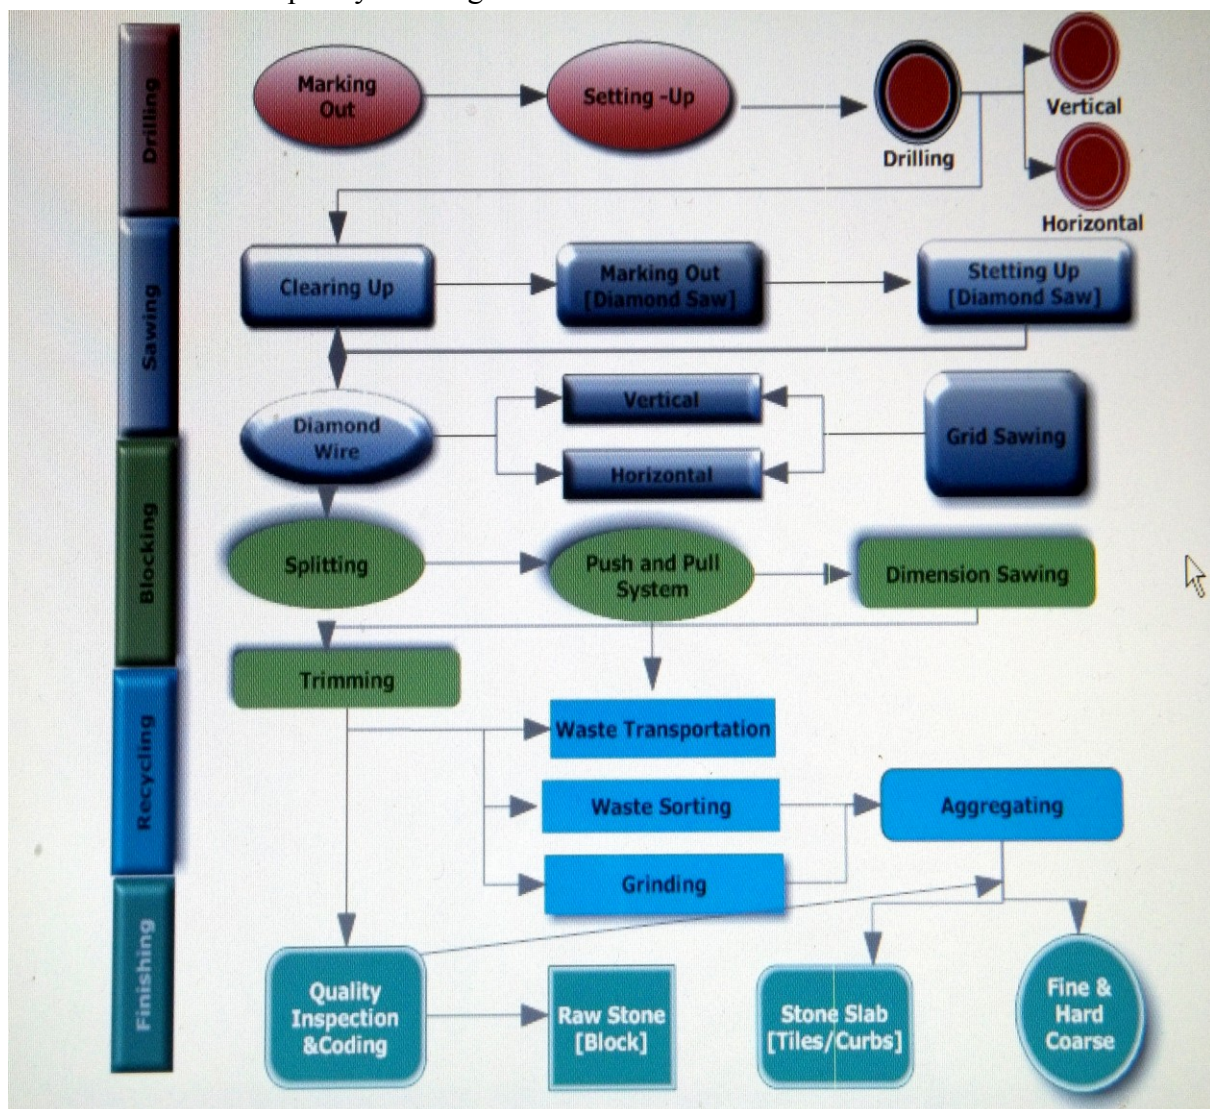 Drilling
Marking
Out
Setting -Up
Drilling
Vertical
Horizontal
Sawing
Clearing Up
Marking Out
[Diamond Saw]
Stetting Up
[Diamond Saw]
Diamond
Wire
Vertical
Horizontal
Grid Sawing
Blocking
Splitting
Push and Pull
System
Dimension Sawing
Trimming
Recycling
Waste Transportation
Waste Sorting
Aggregating
Grinding
Finishing
Quality
Inspection
&Coding
Raw Stone
[Block]
Stone Slab
[Tiles/Curbs]
Fine &
Hard
Coarse